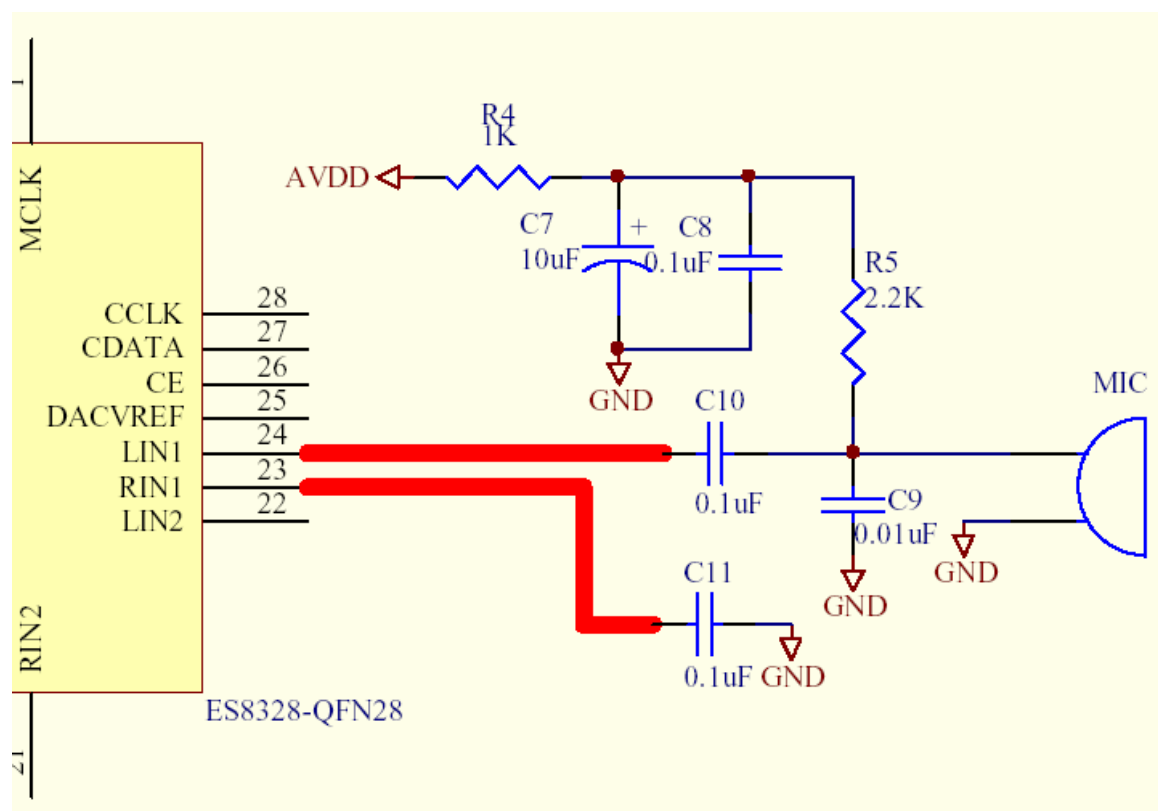 1
MCLK
R4
1K
AVDD
C7
10uF
+
C8
0.1uF
R5
2.2K
CCLK
28
CDATA
27
CE
26
DACVREF
25
LIN1
24
RIN1
23
LIN2
22
GND
C10
0.1uF
MIC
C9
0.01uF
GND
GND
C11
0.1uF
GND
RIN2
21
ES8328-QFN28